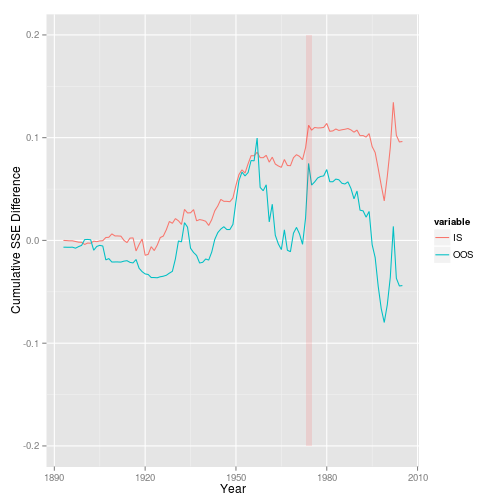 0.2
0.1
0.0
-0.1
-0.2
Cumulative SSE Difference
1890
1920
1950
1980
2010
Year
variable
IS
OOS